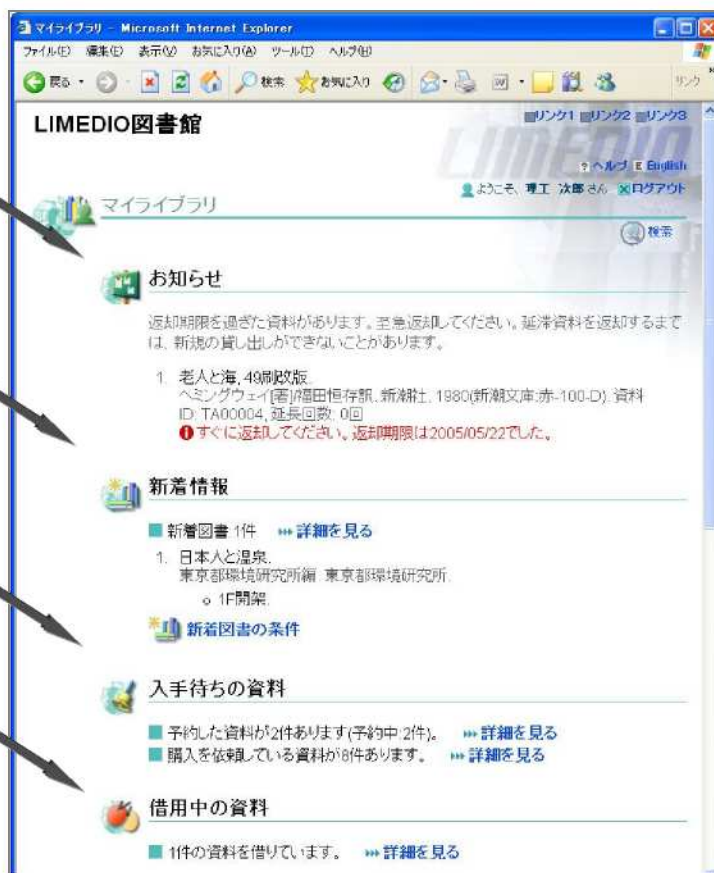 マイライブラリ - Microsoft Internet Explorer
ファイル(F) 編集(E) 表示(V) お気に入り(A) ツール(T) ヘルプ(H)
戻る 検索 お気に入り リンク »
LIMEDIO図書館
リンク1 リンク2 リンク3
LIMEDIO
? ヘルプ E English
ようこそ、理工 次郎 さん ログアウト
マイライブラリ
検索
お知らせ
返却期限を過ぎた資料があります。至急返却してください。延滞資料を返却するまで
は、新規の貸し出しができないことがあります。
1. 老人と海, 49刷改版.
ヘミングウェイ[著]/福田恒存訳. 新潮社, 1980(新潮文庫:赤-100-D). 資料
ID: TA00004, 延長回数: 0回
すぐに返却してください。返却期限は2005/05/22でした。
新着情報
新着図書 1件 詳細を見る
1. 日本人と温泉.
東京都環境研究所編. 東京都環境研究所.
1F開架.
新着図書の条件
入手待ちの資料
予約した資料が2件あります(予約中:2件)。 詳細を見る
購入を依頼している資料が8件あります。 詳細を見る
借用中の資料
1件の資料を借りています。 詳細を見る